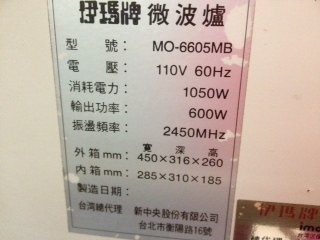 伊瑪牌 微波爐
型 號： MO-6605MB
電 壓： 110V 60Hz
消耗電力： 1050W
輸出功率： 600W
振盪頻率： 2450MHz
寬 深 高
外箱mm： 450×316×260
內箱mm： 285×310×185
製造日期：
台灣總代理 新中央股份有限公司
台北市衡陽路16號
伊瑪牌